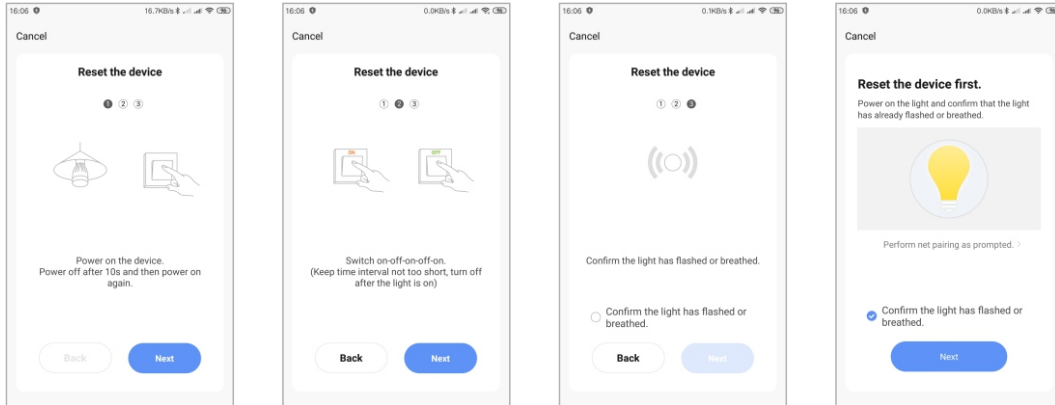 16:06
16.7KB/s
96
Cancel
Reset the device
1 2 3
Power on the device.
Power off after 10s and then power on
again.
Back
Next
16:06
0.0KB/s
96
Cancel
Reset the device
1 2 3
ON
OFF
Switch on-off-on-off-on.
(Keep time interval not too short, turn off
after the light is on)
Back
Next
16:06
0.1KB/s
96
Cancel
Reset the device
1 2 3
Confirm the light has flashed or breathed.
Confirm the light has flashed or
breathed.
Back
Next
16:06
0.0KB/s
Cancel
Reset the device first.
Power on the light and confirm that the light
has already flashed or breathed.
Perform net pairing as prompted. >
Confirm the light has flashed or
breathed.
Next